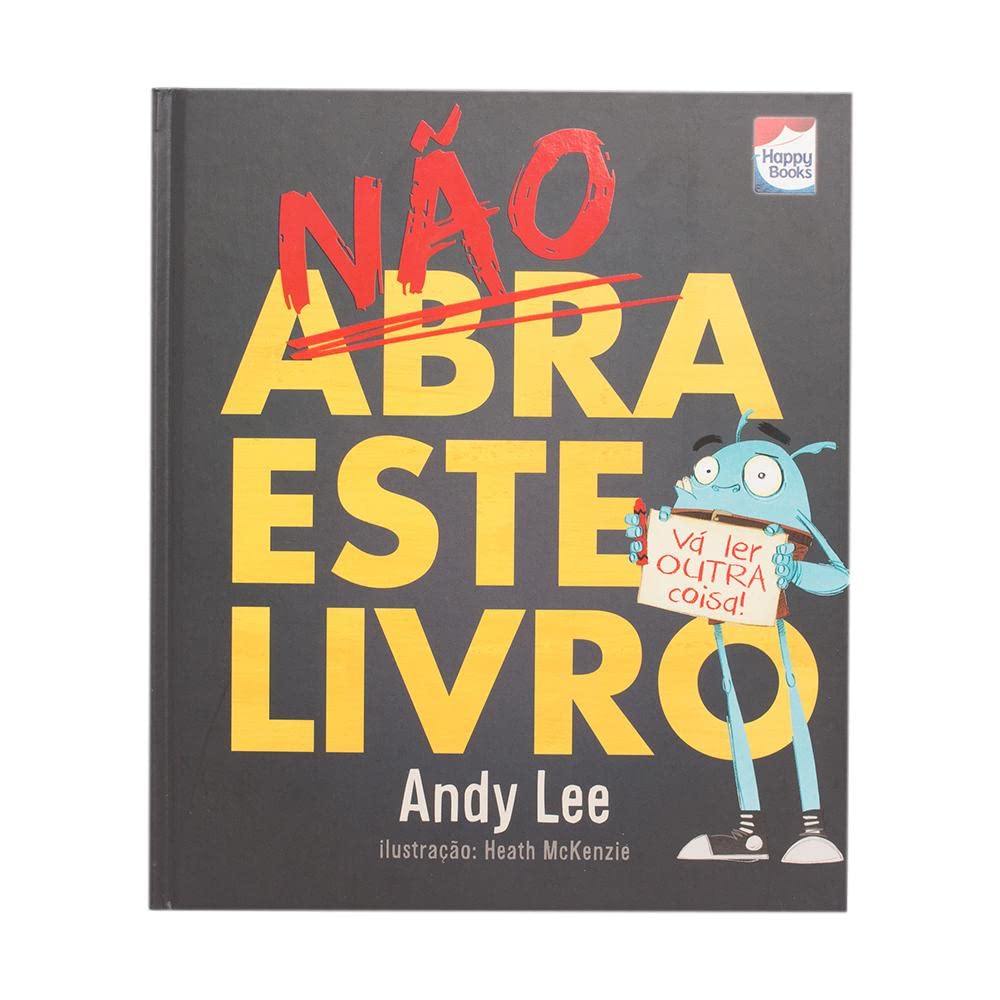 Happy
Books
NÃO
ABRA
ESTE
LIVRO
Vá ler
OUTRA
coisa!
Andy Lee
ilustração: Heath McKenzie